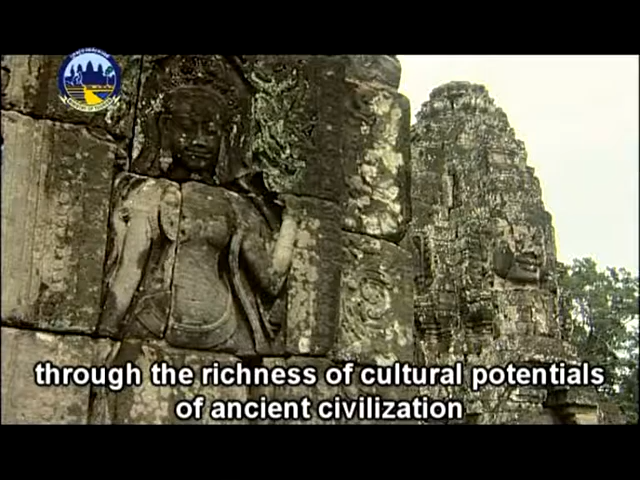 through the richness of cultural potentials
of ancient civilization